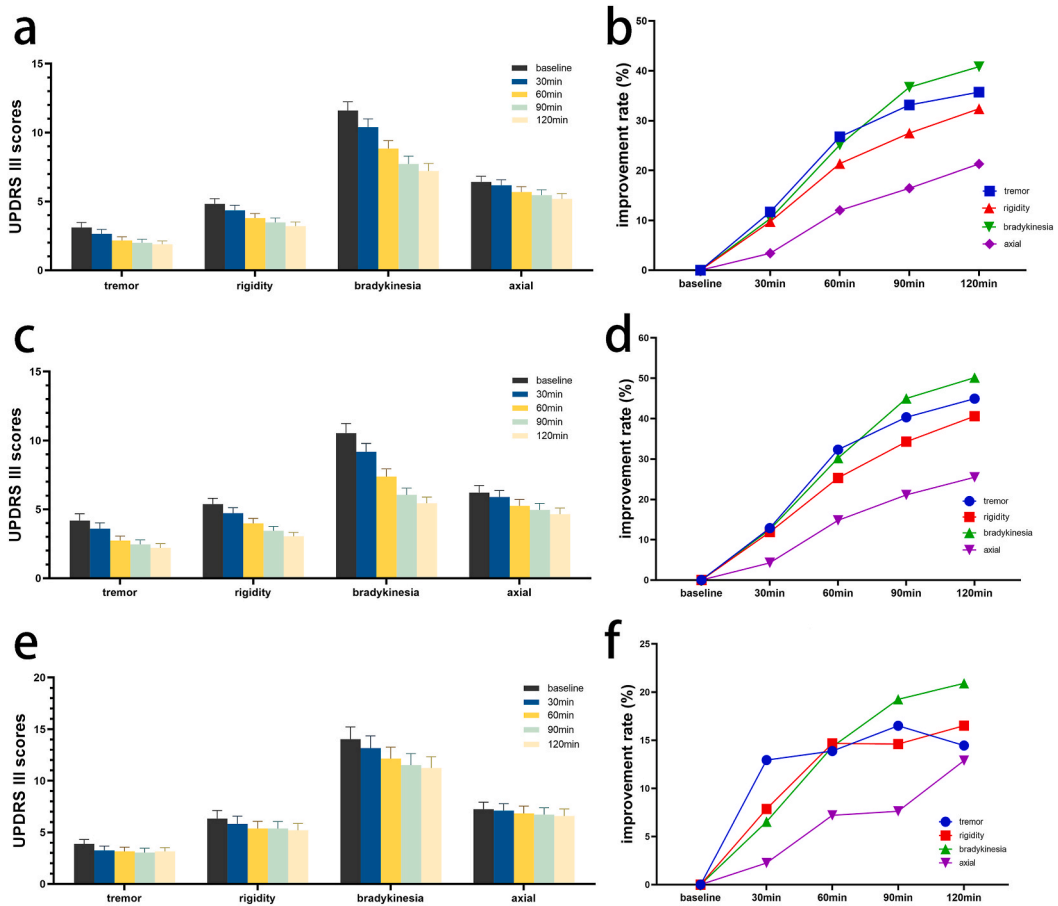 a
UPDRS III scores
15
10
5
0
baseline
30min
60min
90min
120min
tremor rigidity bradykinesia axial
b
improvement rate (%)
50
40
30
20
10
0
tremor
rigidity
bradykinesia
axial
baseline 30min 60min 90min 120min
c
UPDRS III scores
15
10
5
0
baseline
30min
60min
90min
120min
tremor rigidity bradykinesia axial
d
improvement rate (%)
60
50
40
30
20
10
0
tremor
rigidity
bradykinesia
axial
baseline 30min 60min 90min 120min
e
UPDRS III scores
20
15
10
5
0
baseline
30min
60min
90min
120min
tremor rigidity bradykinesia axial
f
improvement rate (%)
25
20
15
10
5
0
tremor
rigidity
bradykinesia
axial
baseline 30min 60min 90min 120min